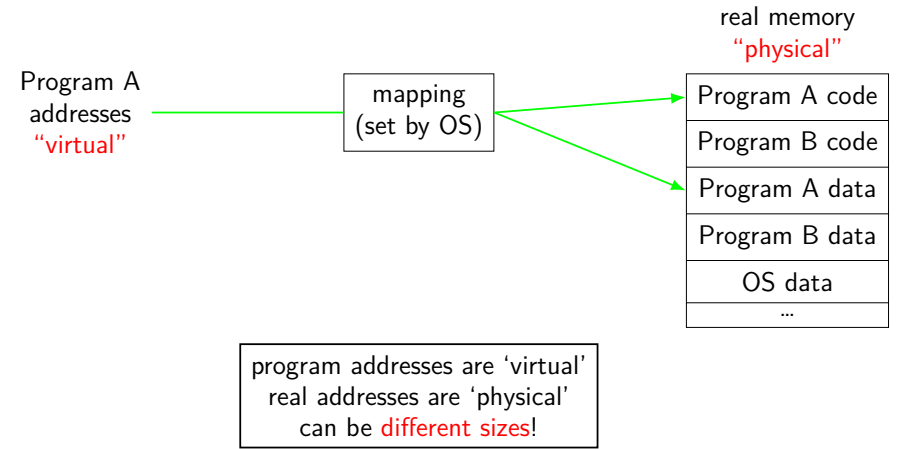 real memory
“physical”
Program A
addresses
“virtual”
mapping
(set by OS)
Program A code
Program B code
Program A data
Program B data
OS data
...
program addresses are ‘virtual’
real addresses are ‘physical’
can be different sizes!